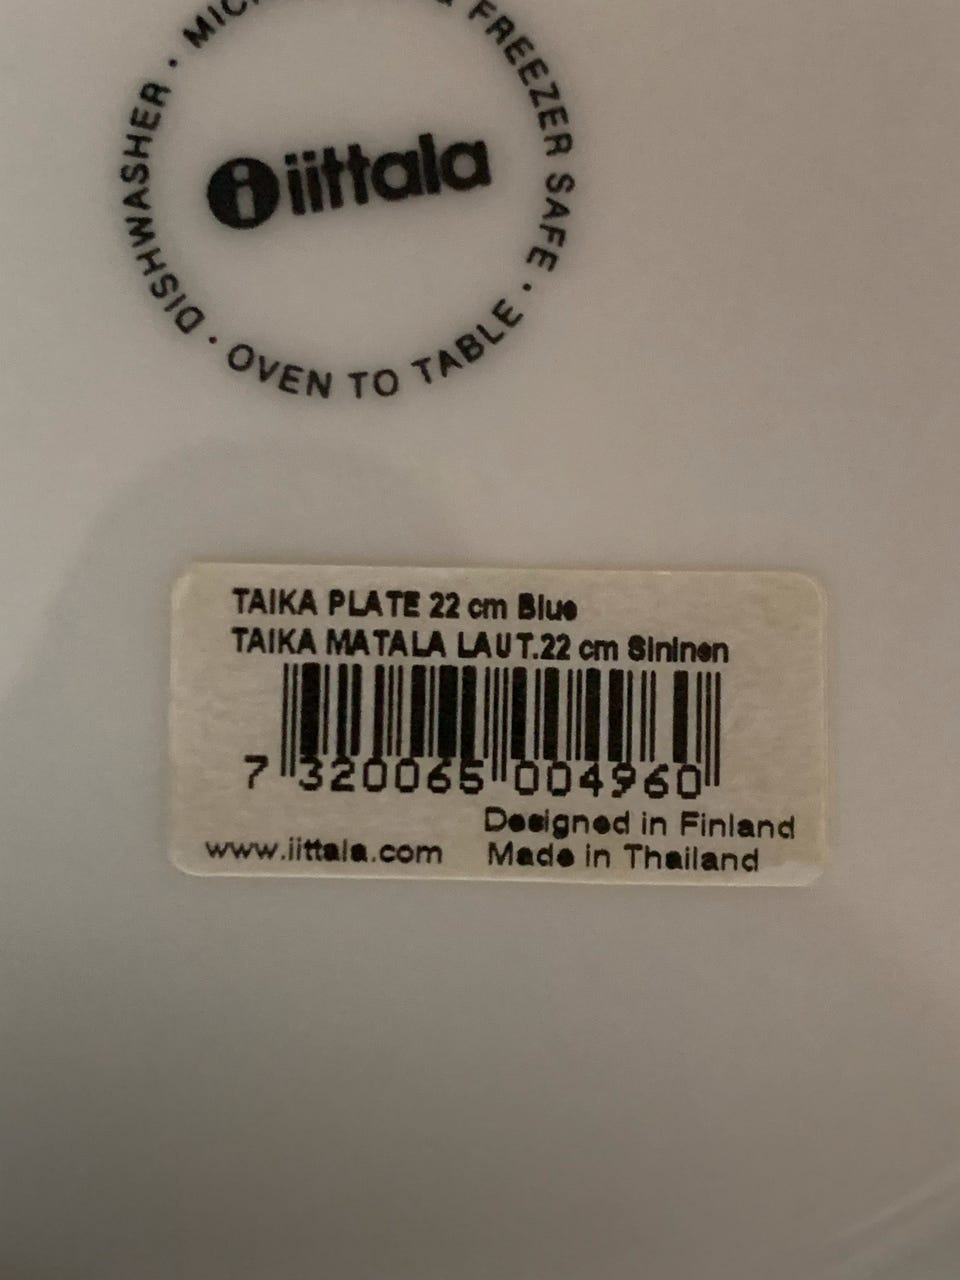 DISHWASHER · & FREEZER SAFE · OVEN TO TABLE ·
iittala
TAIKA PLATE 22 cm Blue
TAIKA MATALA LAUT.22 cm Sininen
7 320065 004960
Designed in Finland
www.iittala.com Made in Thailand